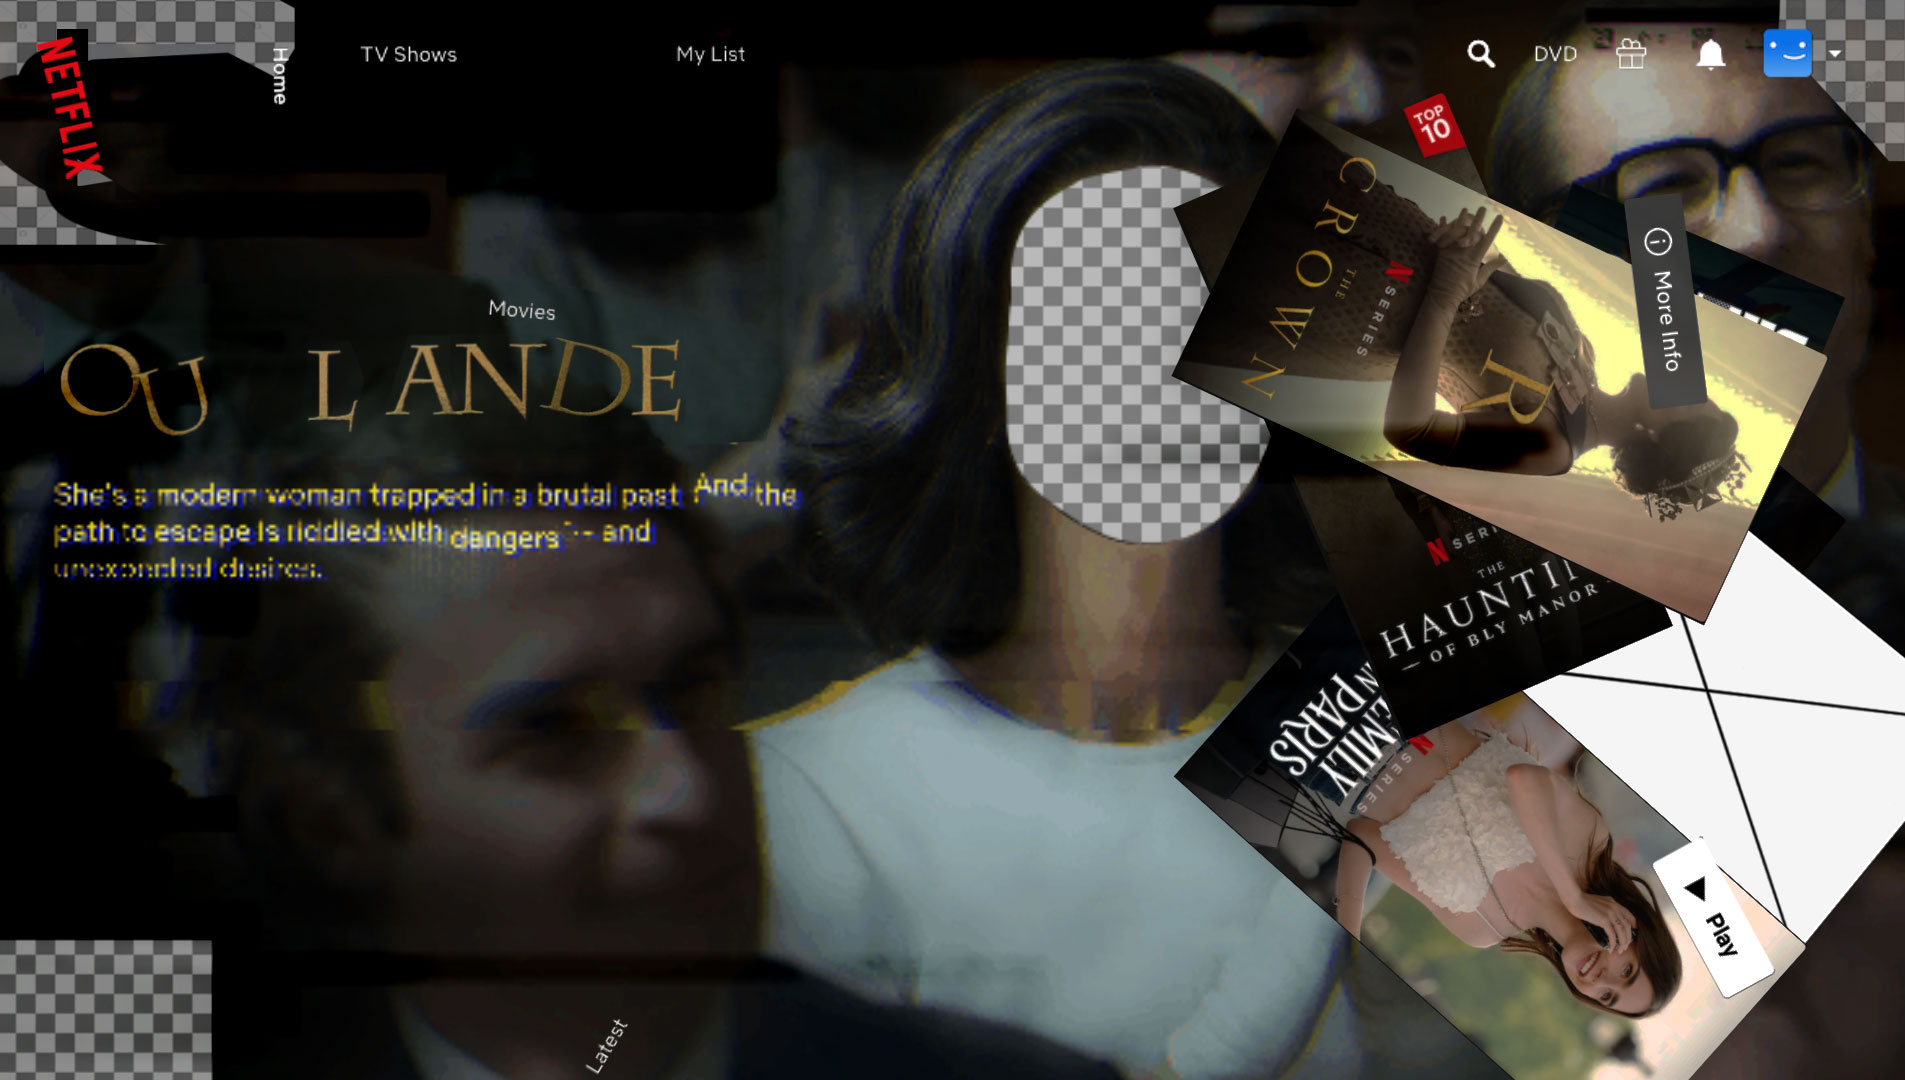 NETFLIX
Home
TV Shows
My List
DVD
TOP
10
Movies
OU L ANDE
She's a modern woman trapped in a brutal past And the
path to escape is riddled with dangers -- and
unexpected desires.
THE
CROWN
N SERIES
R
More Info
N SERI
THE
HAUNTI
— OF BLY MANOR
EMILY
IN PARIS
N SERIES
Play
Latest